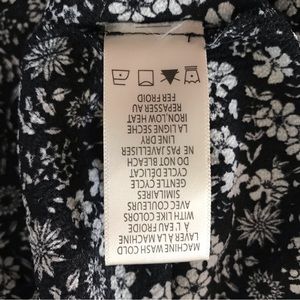 MACHINE WASH COLD
LAVER À LA MACHINE
À L'EAU FROIDE
WITH LIKE COLORS
AVEC COULEURS
SIMILAIRES
GENTLE CYCLE
CYCLE DELICAT
DO NOT BLEACH
NE PAS JAVELLISER
LINE DRY
LA LIGNE SECHE
IRON LOW HEAT
REPASSER AU
FER FROID